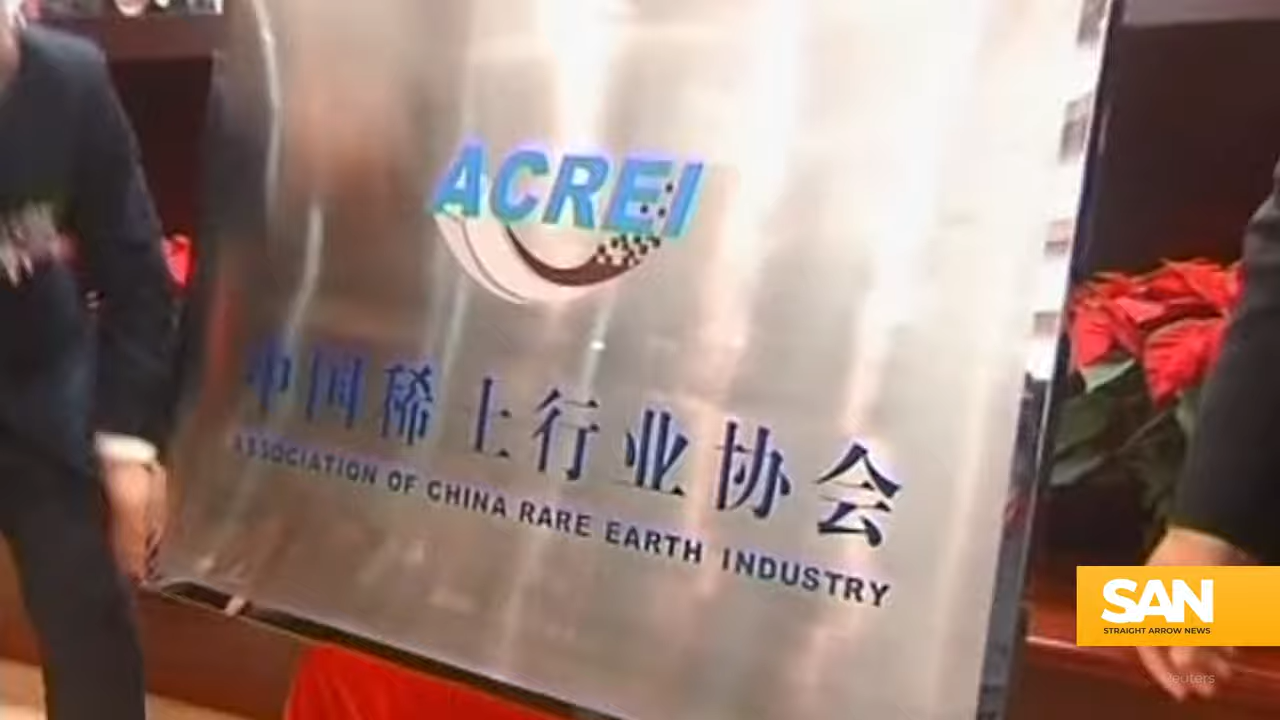 ACREI
中国稀土行业协会
ASSOCIATION OF CHINA RARE EARTH INDUSTRY
SAN
STRAIGHT ARROW NEWS
Reuters